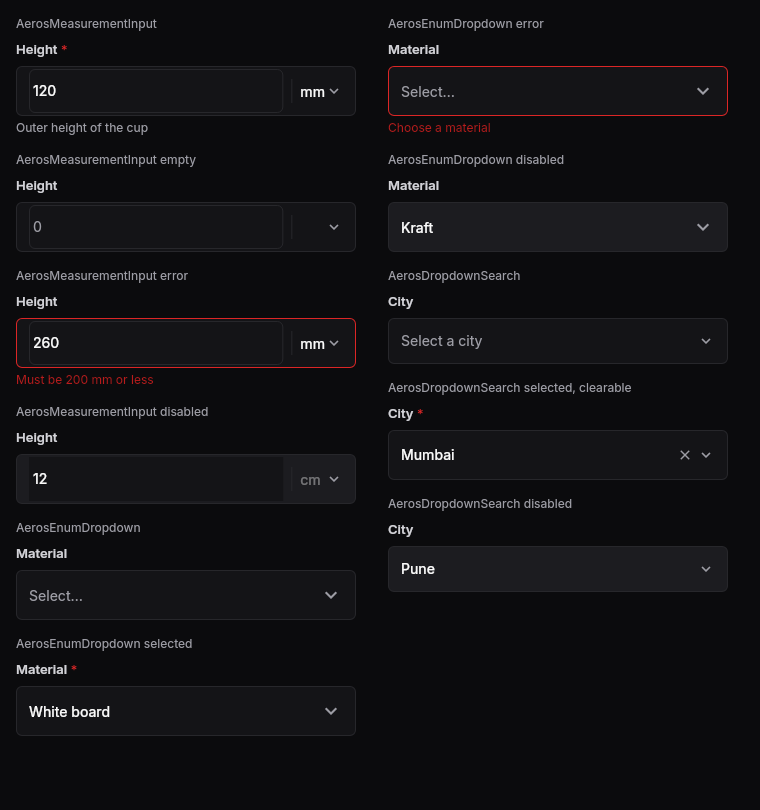 AerosMeasurementInput
Height *
120
mm
Outer height of the cup
AerosMeasurementInput empty
Height
0
AerosMeasurementInput error
Height
260
mm
Must be 200 mm or less
AerosMeasurementInput disabled
Height
12
cm
AerosEnumDropdown
Material
Select...
AerosEnumDropdown selected
Material *
White board
AerosEnumDropdown error
Material
Select...
Choose a material
AerosEnumDropdown disabled
Material
Kraft
AerosDropdownSearch
City
Select a city
AerosDropdownSearch selected, clearable
City *
Mumbai
AerosDropdownSearch disabled
City
Pune